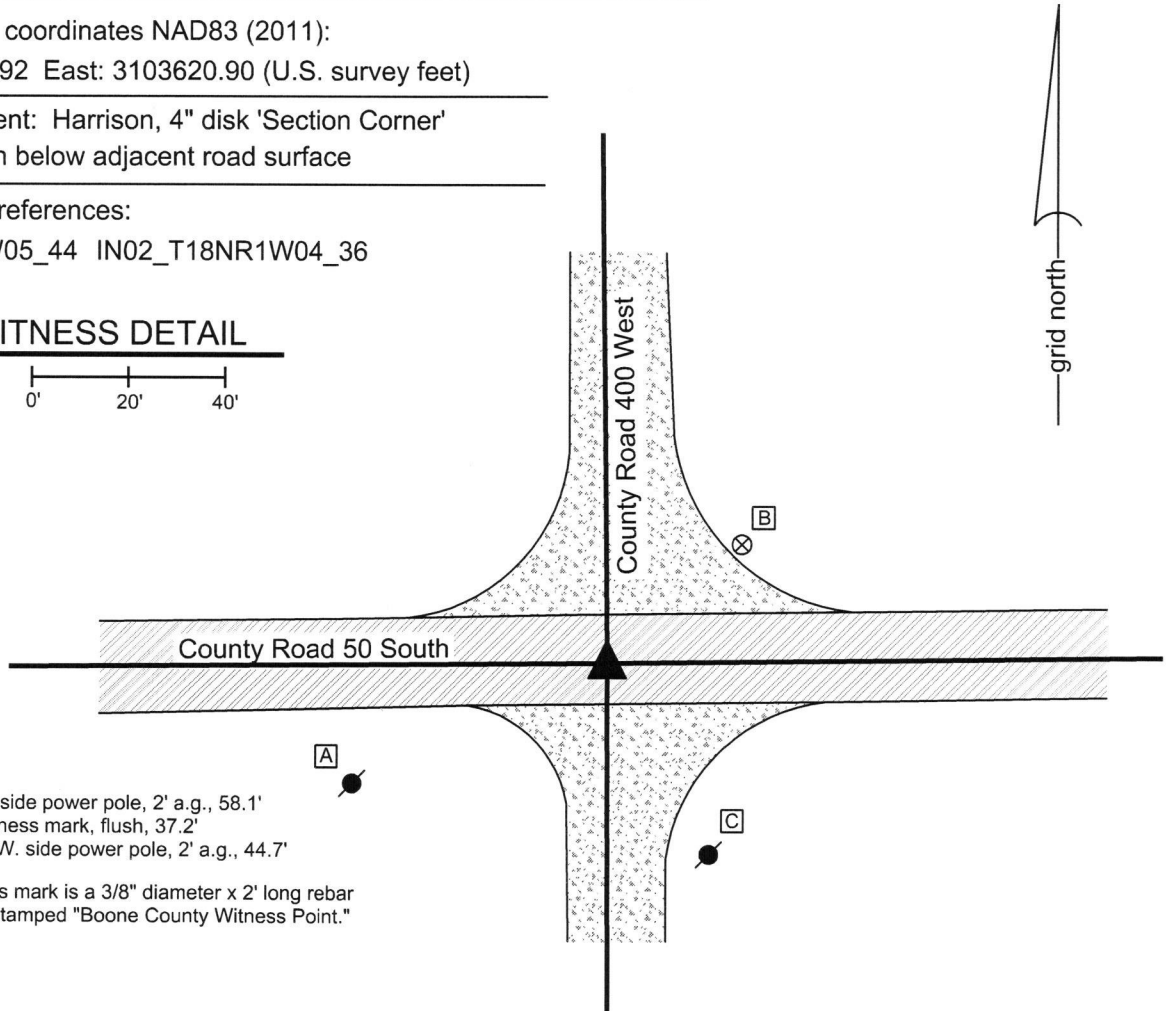 coordinates NAD83 (2011):
92 East: 3103620.90 (U.S. survey feet)
ent: Harrison, 4" disk 'Section Corner'
below adjacent road surface
references:
05_44 IN02_T18NR1W04_36
ITNESS DETAIL
0' 20' 40'
grid north
County Road 400 West
B
County Road 50 South
A
C
side power pole, 2' a.g., 58.1'
ness mark, flush, 37.2'
W. side power pole, 2' a.g., 44.7'
s mark is a 3/8" diameter x 2' long rebar
tamped "Boone County Witness Point."